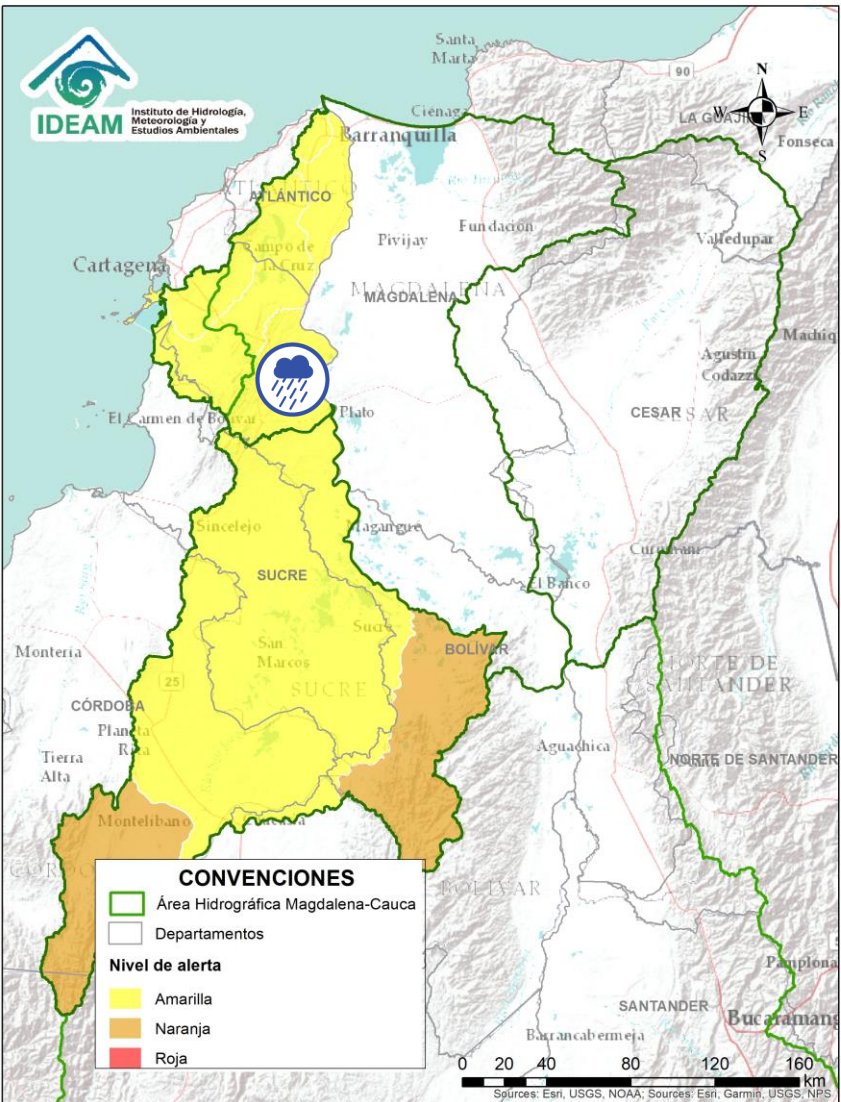 IDEAM
Instituto de Hidrología,
Meteorología y
Estudios Ambientales
Santa
Marta
90
N
W
E
S
Ciénaga
Barranquilla
LA GUAJIRA
Fonseca
ATLÁNTICO
Campo de
la Cruz
Pivijay
Fundación
Valledupar
Cartagena
MAGDALENA
MAGDALENA
Agustín
Codazzi
El Carmen de Bolívar
Plato
CESAR
CESAR
Sincelejo
Magangue
Curumaní
El Banco
SUCRE
Sucre
BOLÍVAR
Montería
San
Marcos
SUCRE
25
NORTE DE
SANTANDER
CÓRDOBA
Planeta
Rica
Tierra
Alta
Aguachica
NORTE DE SANTANDER
Montelibano
BOLÍVAR
CONVENCIONES
Área Hidrográfica Magdalena-Cauca
Departamentos
Nivel de alerta
Amarilla
Naranja
Roja
Pamplona
SANTANDER
Bucaramang
Barrancabermeja
0 20 40 80 120 160
km
Sources: Esri, USGS, NOAA; Sources: Esri, Garmin, USGS, NPS